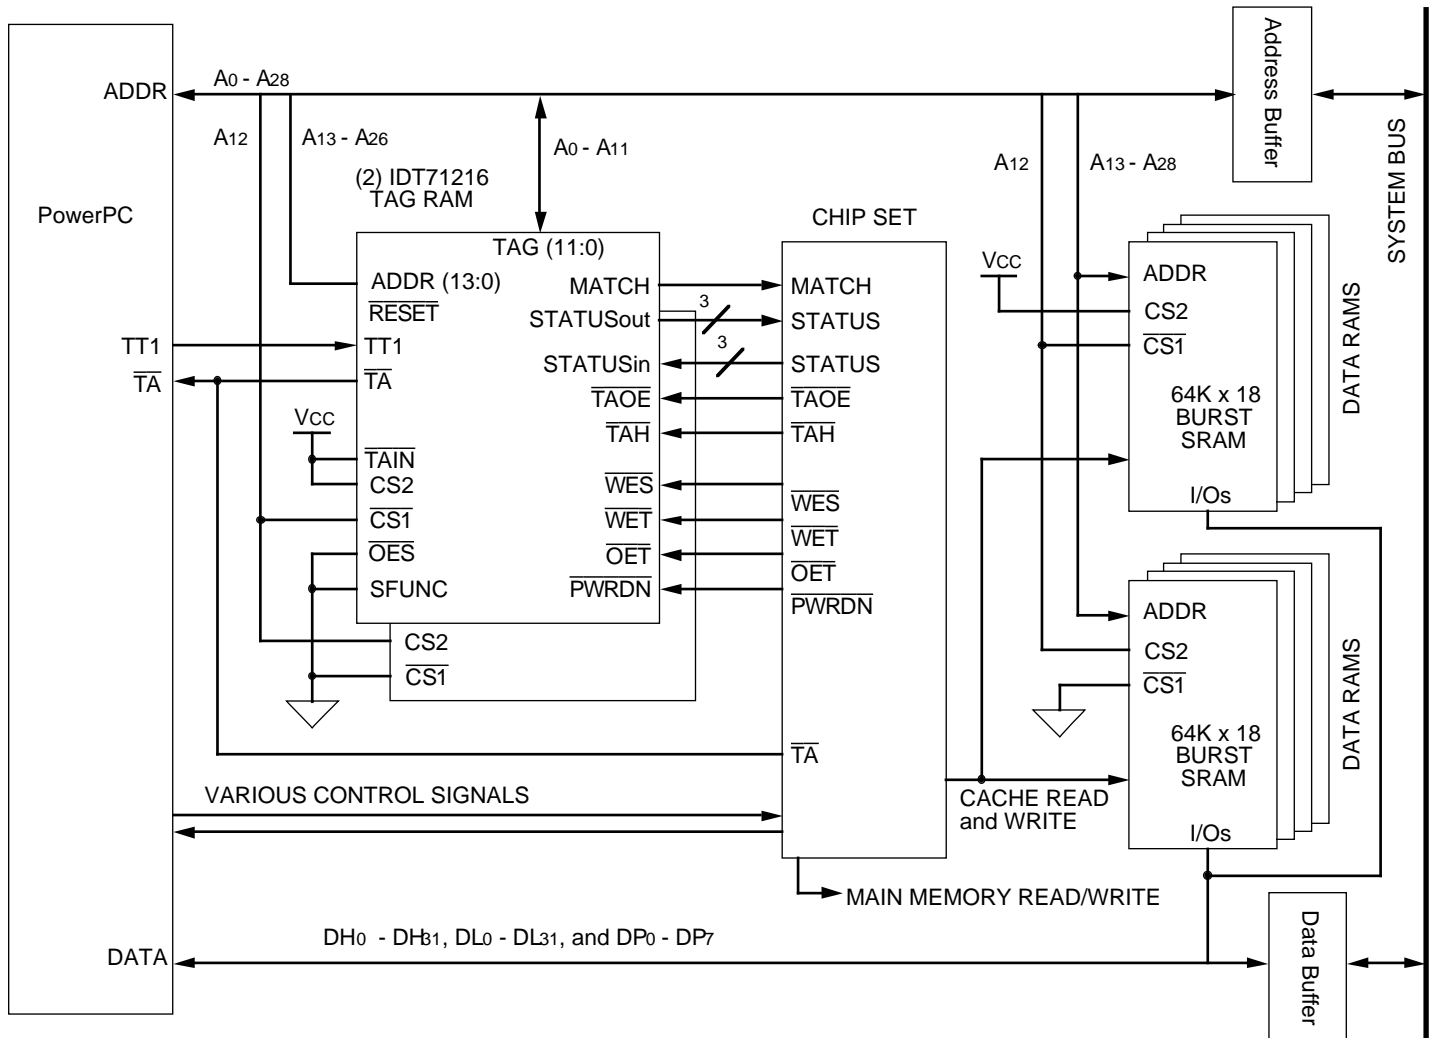 ADDR
A0 - A28
A12
A13 - A26
A0 - A11
A12
A13 - A28
Address Buffer
SYSTEM BUS
PowerPC
(2) IDT71216
TAG RAM
TAG (11:0)
ADDR (13:0)
RESET
TT1
TT1
TA
TA
VCC
TAIN
CS2
CS1
OES
SFUNC
CS2
CS1
MATCH
STATUSout
STATUSin
TAOE
TAH
WES
WET
OET
PWRDN
3
3
CHIP SET
MATCH
STATUS
STATUS
TAOE
TAH
WES
WET
OET
PWRDN
TA
VCC
ADDR
CS2
CS1
64K x 18
BURST
SRAM
I/Os
DATA RAMS
ADDR
CS2
CS1
64K x 18
BURST
SRAM
I/Os
DATA RAMS
VARIOUS CONTROL SIGNALS
CACHE READ
and WRITE
MAIN MEMORY READ/WRITE
DATA
DH0 - DH31, DL0 - DL31, and DP0 - DP7
Data Buffer